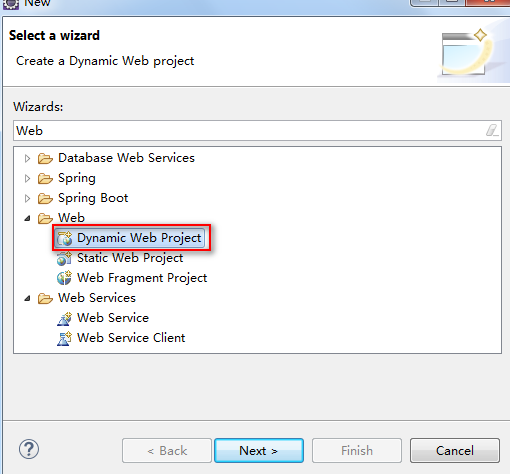 New
Select a wizard
Create a Dynamic Web project
Wizards:
Web
Database Web Services
Spring
Spring Boot
Web
Dynamic Web Project
Static Web Project
Web Fragment Project
Web Services
Web Service
Web Service Client
? < Back Next > Finish Cancel